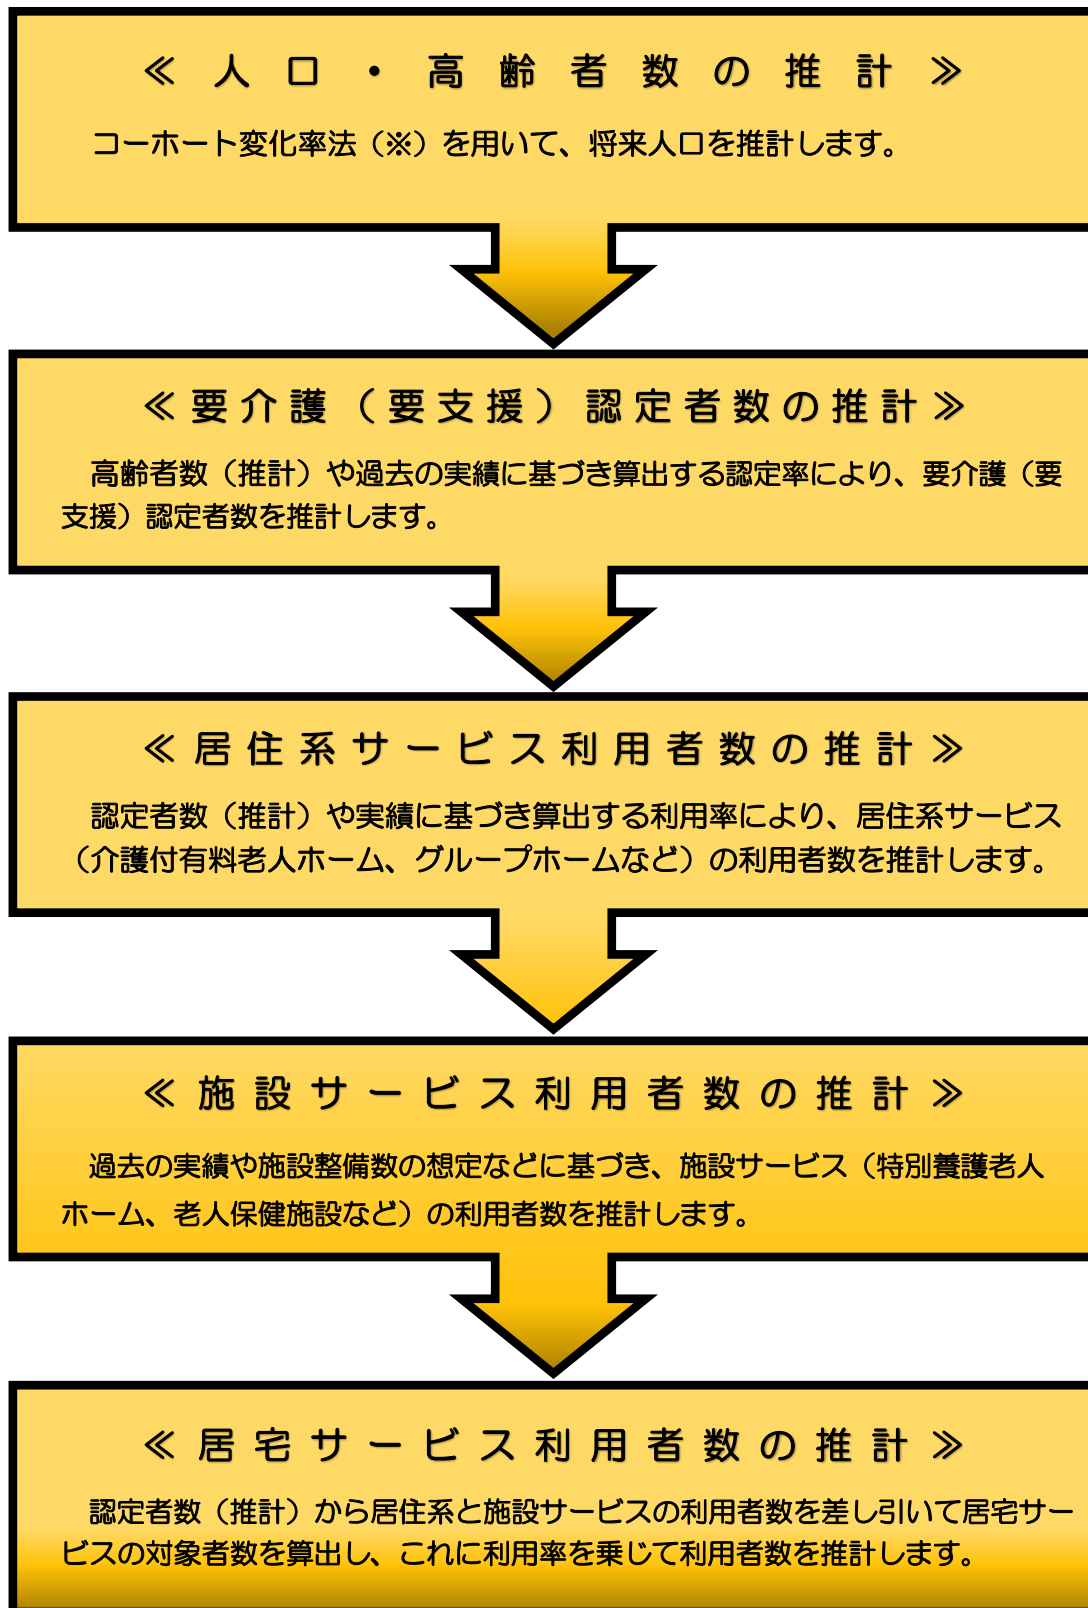 ≪人口・高齢者数の推計≫
コーホート変化率法（※）を用いて、将来人口を推計します。
≪要介護（要支援）認定者数の推計≫
高齢者数（推計）や過去の実績に基づき算出する認定率により、要介護（要
支援）認定者数を推計します。
≪居住系サービス利用者数の推計≫
認定者数（推計）や実績に基づき算出する利用率により、居住系サービス
（介護付有料老人ホーム、グループホームなど）の利用者数を推計します。
≪施設サービス利用者数の推計≫
過去の実績や施設整備数の想定などに基づき、施設サービス（特別養護老人
ホーム、老人保健施設など）の利用者数を推計します。
≪居宅サービス利用者数の推計≫
認定者数（推計）から居住系と施設サービスの利用者数を差し引いて居宅サー
ビスの対象者数を算出し、これに利用率を乗じて利用者数を推計します。